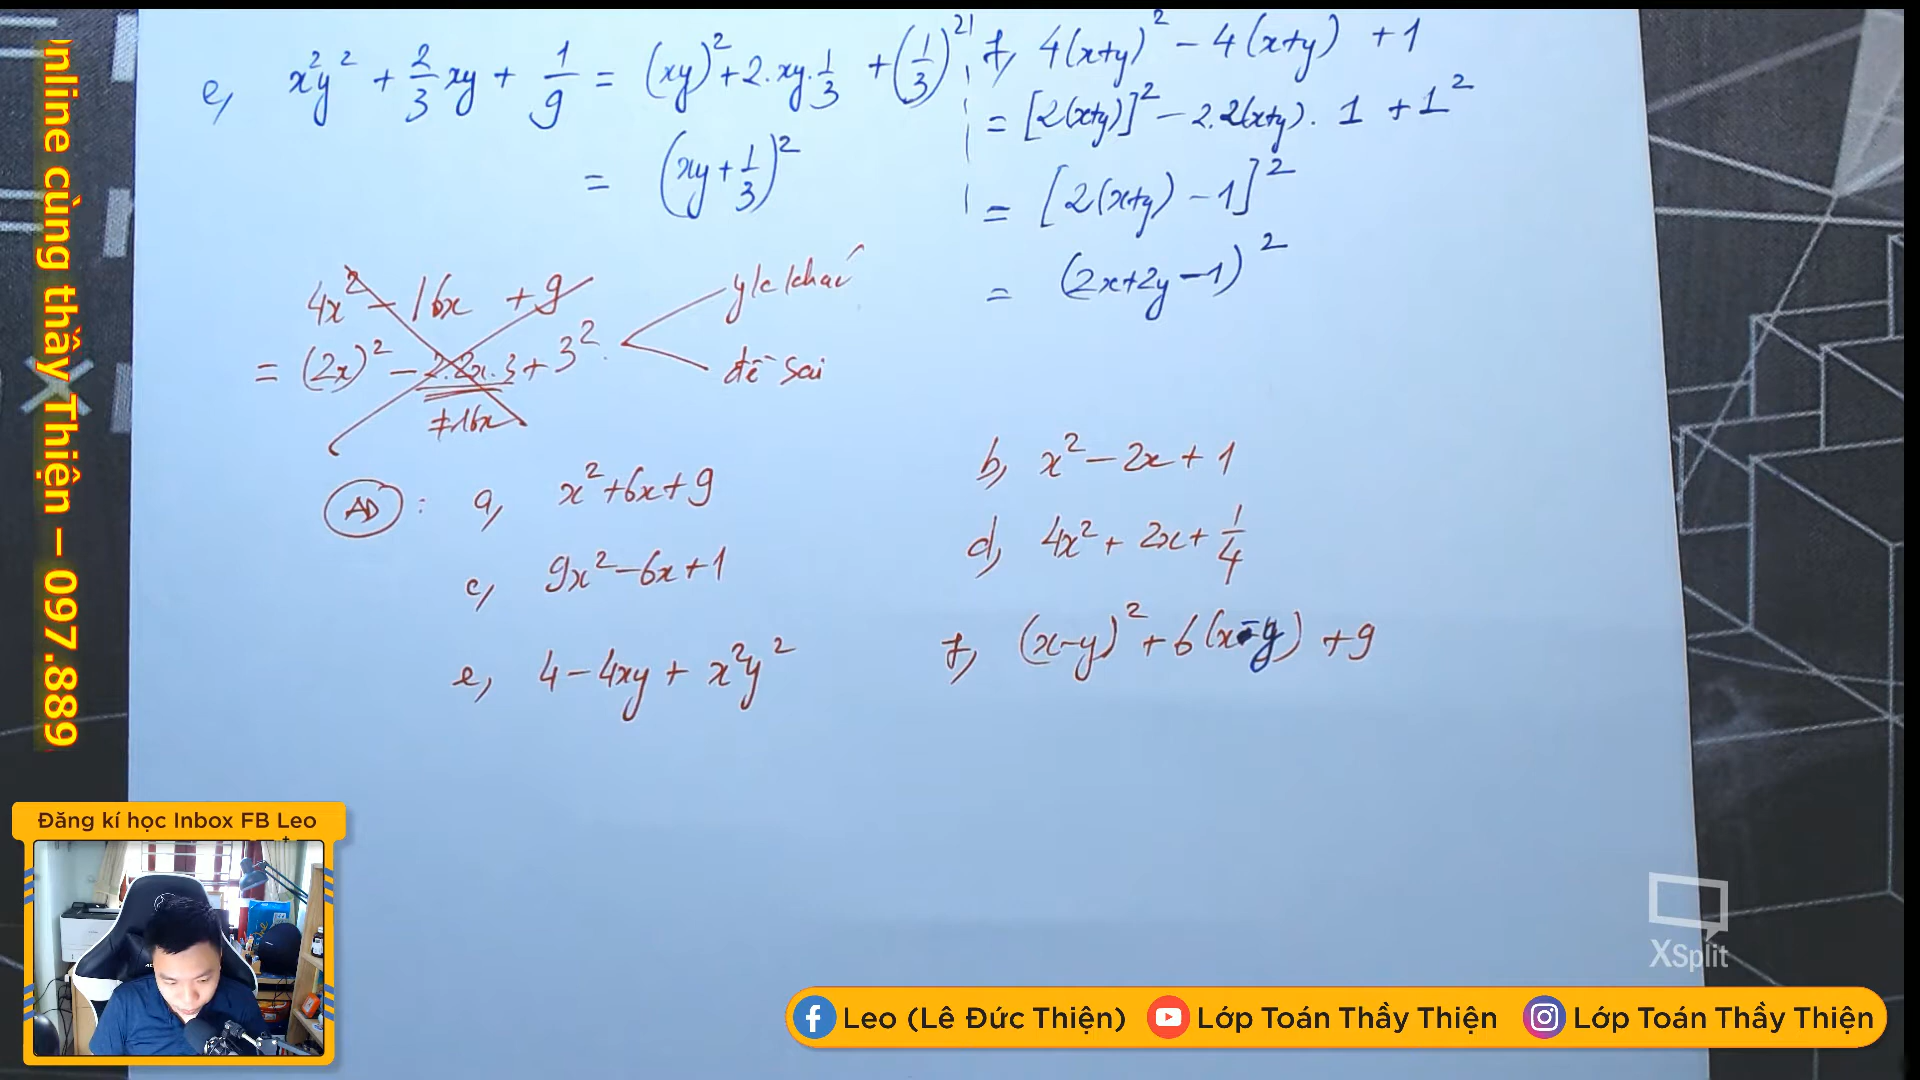 e, x²y² + 2/3 xy + 1/9 = (xy)² + 2.xy.1/3 + (1/3)²
= (xy + 1/3)²
f, 4(x+y)² - 4(x+y) + 1
= [2(x+y)]² - 2.2(x+y). 1 + 1²
= [2(x+y) - 1]²
= (2x+2y-1)²
4x² - 16x + 9
= (2x)² - 2.2x.3 + 3²
≠16x
y/c khác
đề sai
AD : a, x² + 6x + 9
b, x² - 2x + 1
c, 9x² - 6x + 1
d, 4x² + 2x + 1/4
e, 4 - 4xy + x²y²
f, (x-y)² + 6(x-y) + 9
nline cùng thầy Thiện – 097.889
Đăng kí học Inbox FB Leo
XSplit
Leo (Lê Đức Thiện) Lớp Toán Thầy Thiện Lớp Toán Thầy Thiện